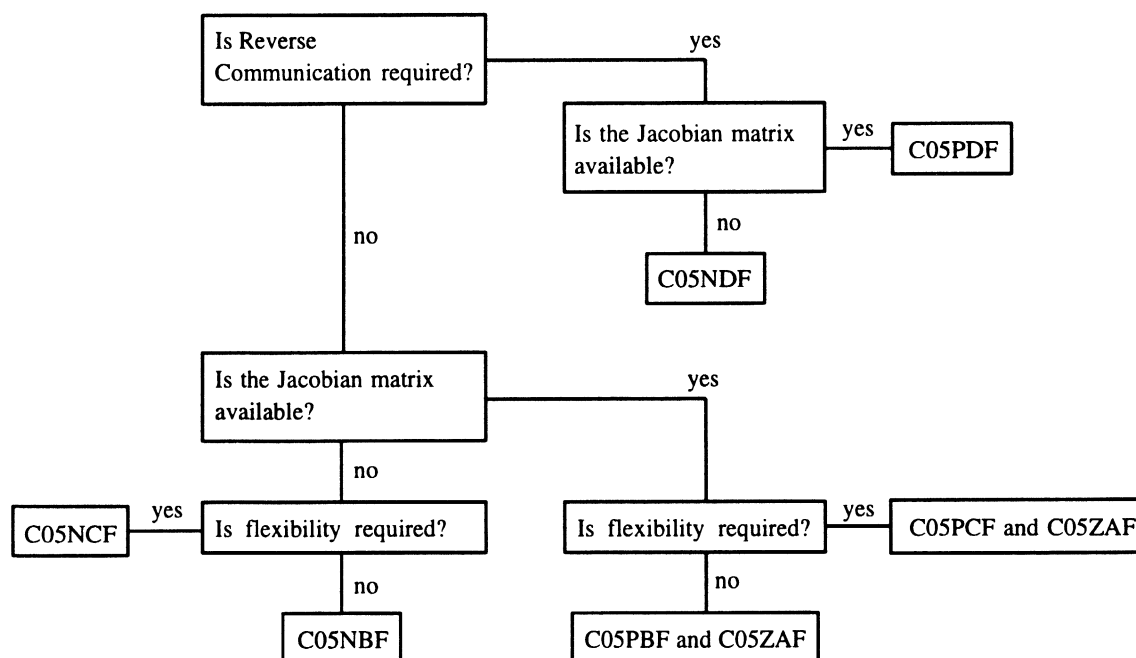 Is Reverse
Communication required?
yes
Is the Jacobian matrix
available?
yes
C05PDF
no
no
C05NDF
Is the Jacobian matrix
available?
yes
no
C05NCF
yes
Is flexibility required?
Is flexibility required?
yes
C05PCF and C05ZAF
no
no
C05NBF
C05PBF and C05ZAF